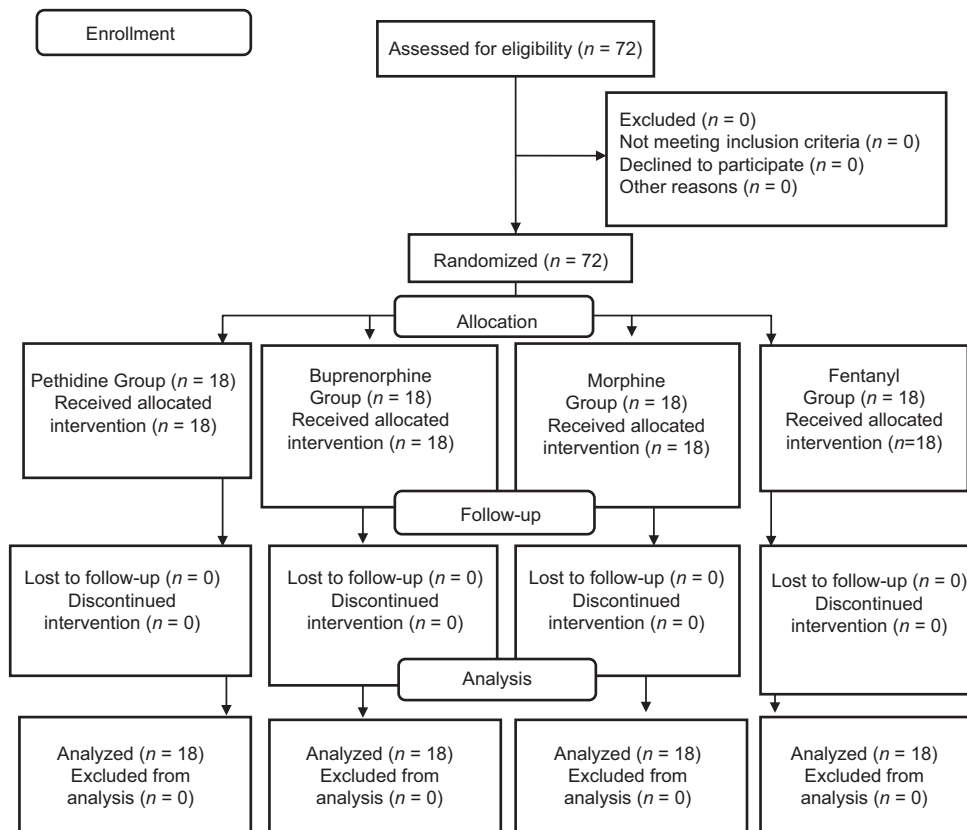 Enrollment
Assessed for eligibility (n = 72)
Excluded (n = 0)
Not meeting inclusion criteria (n = 0)
Declined to participate (n = 0)
Other reasons (n = 0)
Randomized (n = 72)
Allocation
Pethidine Group (n = 18)
Received allocated
intervention (n = 18)
Buprenorphine
Group (n = 18)
Received allocated
intervention (n = 18)
Morphine
Group (n = 18)
Received allocated
intervention (n = 18)
Fentanyl
Group (n = 18)
Received allocated
intervention (n=18)
Follow-up
Lost to follow-up (n = 0)
Discontinued
intervention (n = 0)
Lost to follow-up (n = 0)
Discontinued
intervention (n = 0)
Lost to follow-up (n = 0)
Discontinued
intervention (n = 0)
Lost to follow-up (n = 0)
Discontinued
intervention (n = 0)
Analysis
Analyzed (n = 18)
Excluded from
analysis (n = 0)
Analyzed (n = 18)
Excluded from
analysis (n = 0)
Analyzed (n = 18)
Excluded from
analysis (n = 0)
Analyzed (n = 18)
Excluded from
analysis (n = 0)